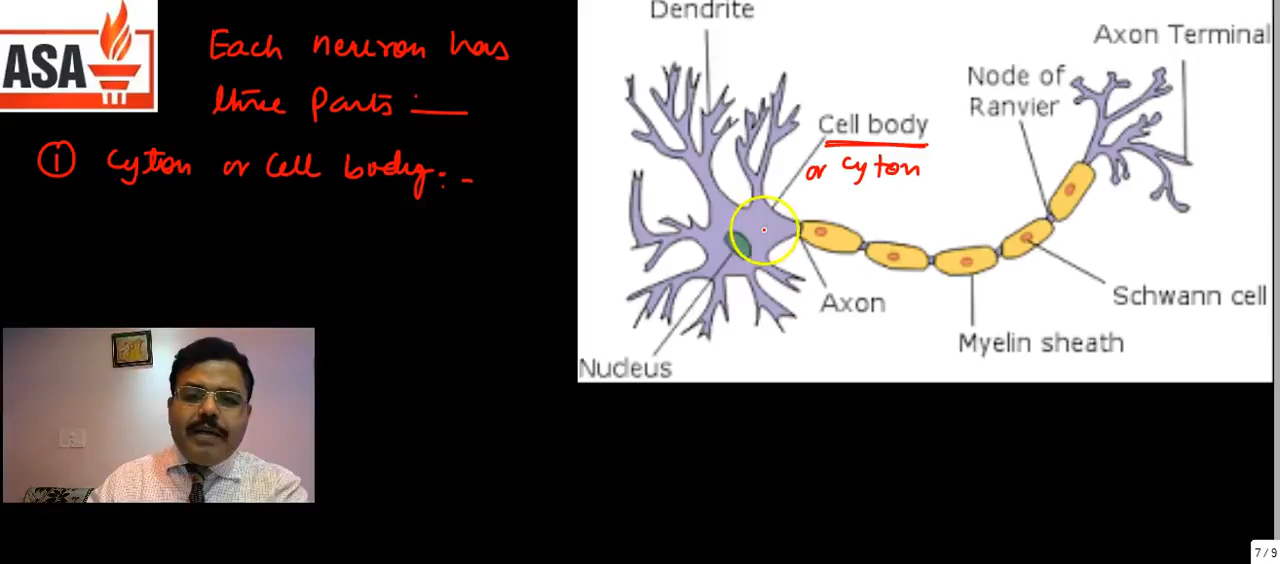 ASA
Each neuron has
three parts :—
① Cyton or Cell body:-
Dendrite
Axon Terminal
Node of
Ranvier
Cell body
or cyton
Axon
Schwann cell
Myelin sheath
Nucleus
7/9